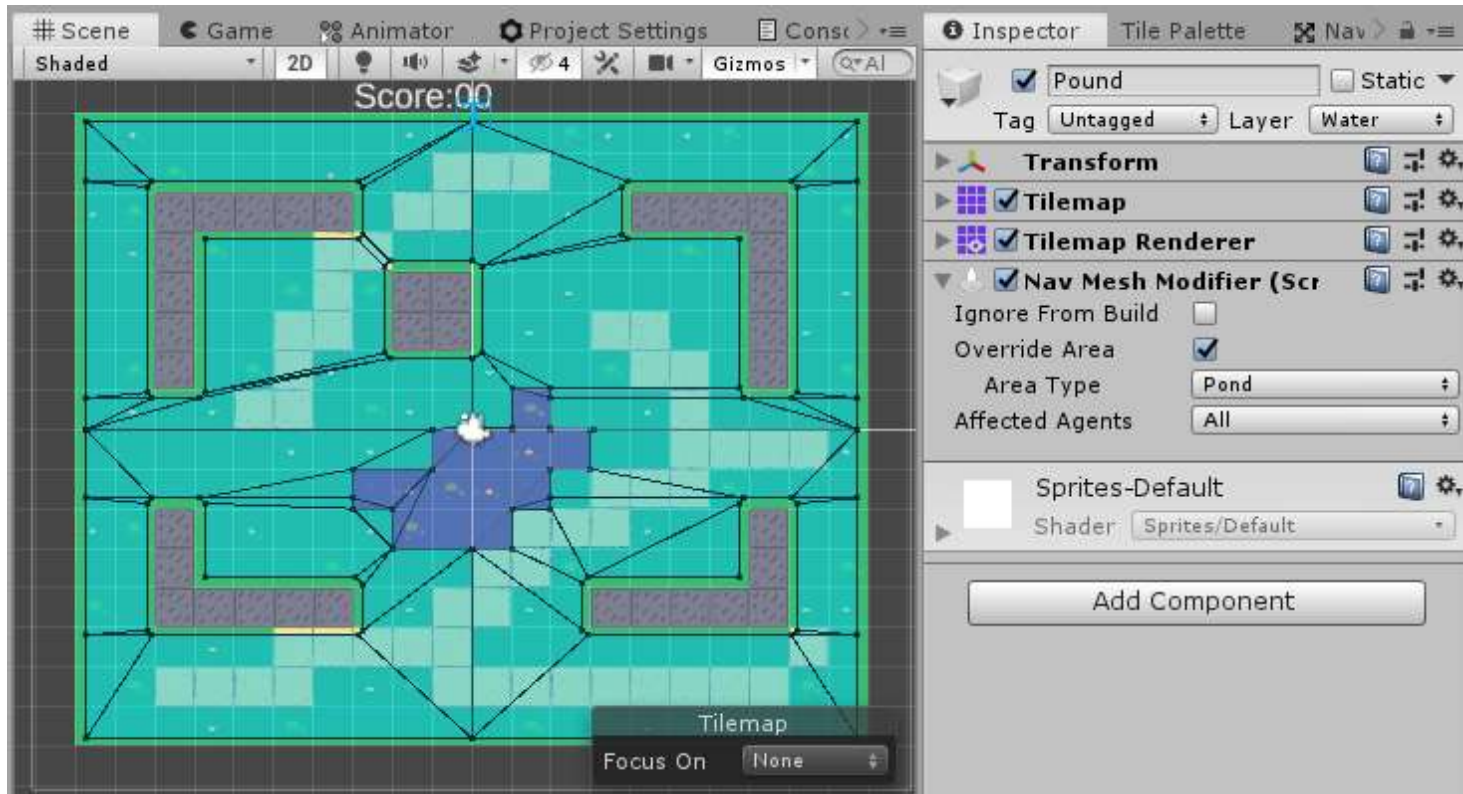 Scene Game Animator Project Settings Consc
Shaded 2D 4 Gizmos Al
Score:00
Tilemap
Focus On None
Inspector Tile Palette Nav
Pound Static
Tag Untagged Layer Water
Transform
Tilemap
Tilemap Renderer
Nav Mesh Modifier (Scr
Ignore From Build
Override Area
Area Type Pond
Affected Agents All
Sprites-Default
Shader Sprites/Default
Add Component